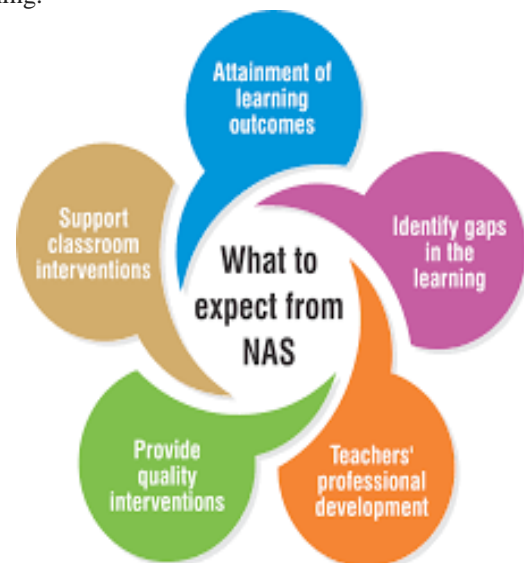 ning.
Attainment of
learning
outcomes
Identify gaps
in the
learning
Teachers'
professional
development
Provide
quality
interventions
Support
classroom
interventions
What to
expect from
NAS